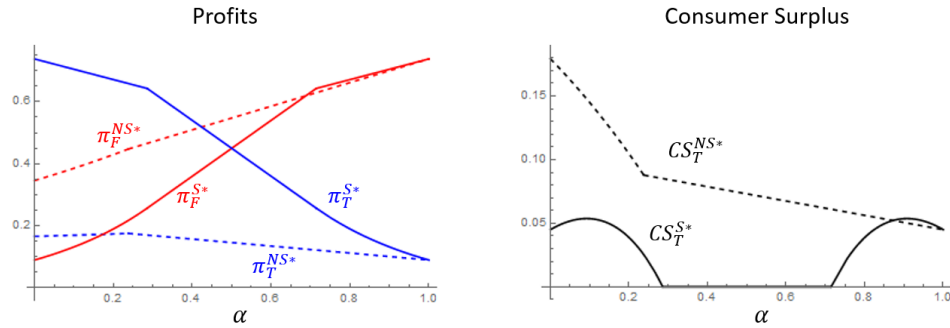 Profits
0.6
0.4
0.2
π_F^{NS*}
π_F^{S*}
π_T^{S*}
π_T^{NS*}
0.2 0.4 0.6 0.8 1.0
α
Consumer Surplus
0.15
0.10
0.05
CS_T^{NS*}
CS_T^{S*}
0.2 0.4 0.6 0.8 1.0
α